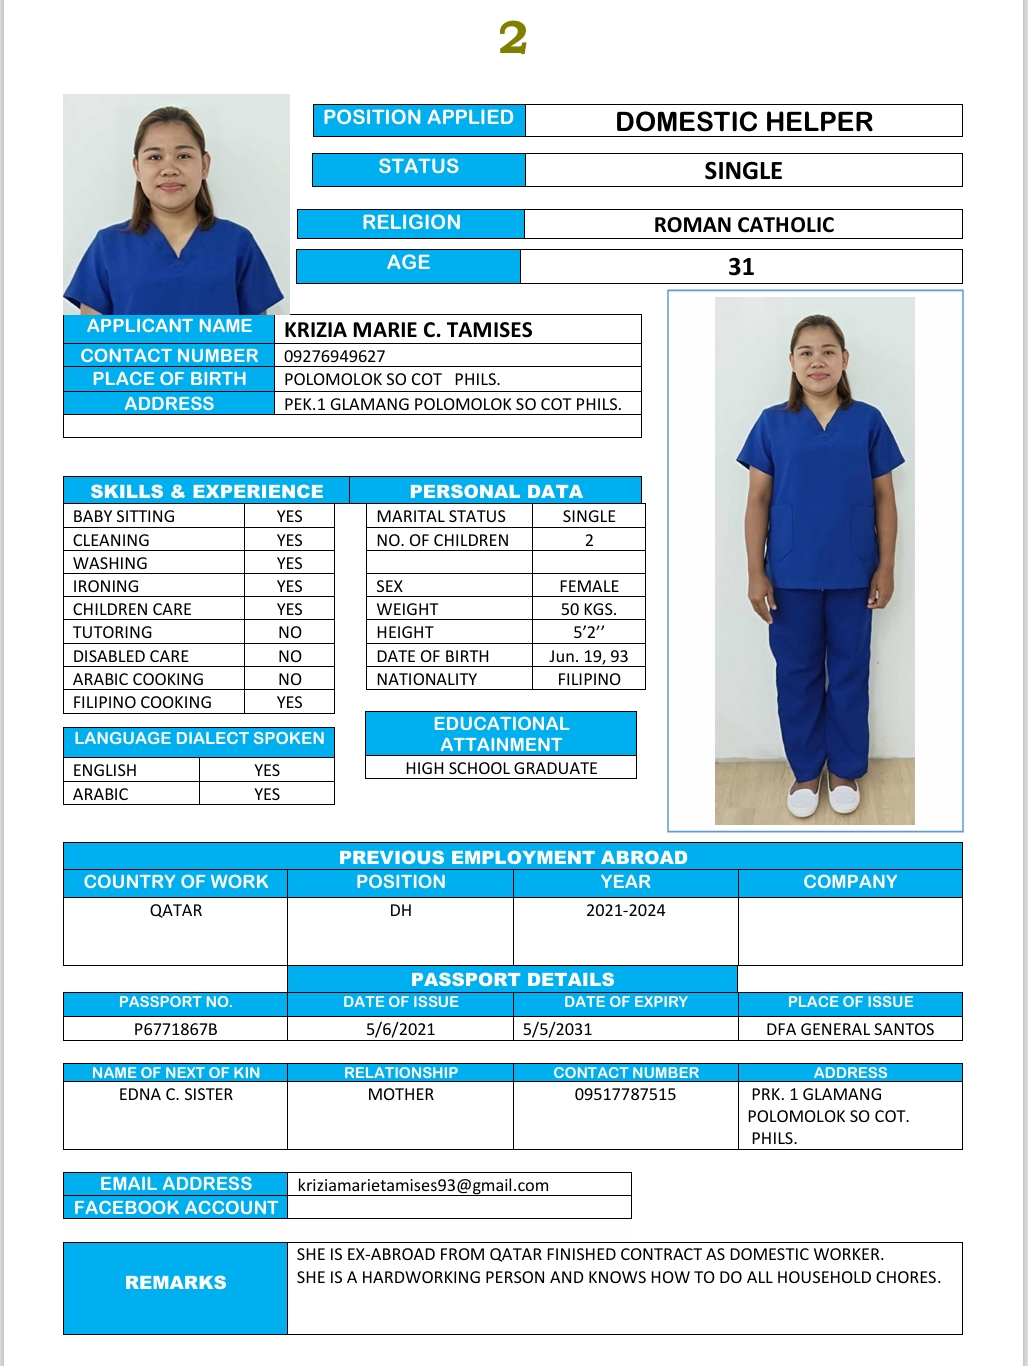 2
POSITION APPLIED DOMESTIC HELPER
STATUS SINGLE
RELIGION ROMAN CATHOLIC
AGE 31
APPLICANT NAME KRIZIA MARIE C. TAMISES
CONTACT NUMBER 09276949627
PLACE OF BIRTH POLOMOLOK SO COT PHILS.
ADDRESS PEK.1 GLAMANG POLOMOLOK SO COT PHILS.
SKILLS & EXPERIENCE
BABY SITTING YES
CLEANING YES
WASHING YES
IRONING YES
CHILDREN CARE YES
TUTORING NO
DISABLED CARE NO
ARABIC COOKING NO
FILIPINO COOKING YES
LANGUAGE DIALECT SPOKEN
ENGLISH YES
ARABIC YES
PERSONAL DATA
MARITAL STATUS SINGLE
NO. OF CHILDREN 2
SEX FEMALE
WEIGHT 50 KGS.
HEIGHT 5’2’’
DATE OF BIRTH Jun. 19, 93
NATIONALITY FILIPINO
EDUCATIONAL
ATTAINMENT
HIGH SCHOOL GRADUATE
PREVIOUS EMPLOYMENT ABROAD
COUNTRY OF WORK POSITION YEAR COMPANY
QATAR DH 2021-2024
PASSPORT DETAILS
PASSPORT NO. DATE OF ISSUE DATE OF EXPIRY PLACE OF ISSUE
P6771867B 5/6/2021 5/5/2031 DFA GENERAL SANTOS
NAME OF NEXT OF KIN RELATIONSHIP CONTACT NUMBER ADDRESS
EDNA C. SISTER MOTHER 09517787515 PRK. 1 GLAMANG
POLOMOLOK SO COT.
PHILS.
EMAIL ADDRESS kriziamarietamises93@gmail.com
FACEBOOK ACCOUNT
REMARKS
SHE IS EX-ABROAD FROM QATAR FINISHED CONTRACT AS DOMESTIC WORKER.
SHE IS A HARDWORKING PERSON AND KNOWS HOW TO DO ALL HOUSEHOLD CHORES.